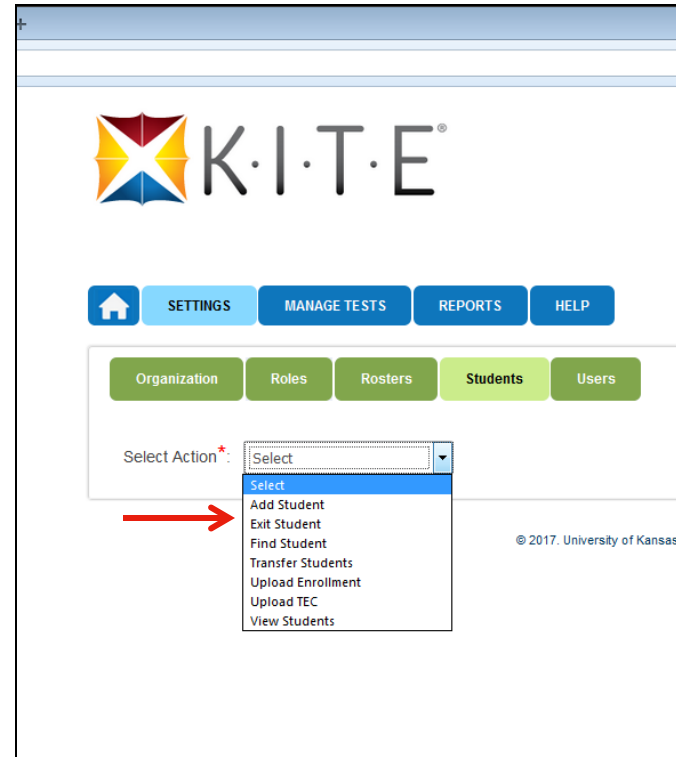 +
K·I·T·E®
SETTINGS MANAGE TESTS REPORTS HELP
Organization Roles Rosters Students Users
Select Action*: Select
Select
Add Student
Exit Student
Find Student
Transfer Students
Upload Enrollment
Upload TEC
View Students
© 2017. University of Kansas